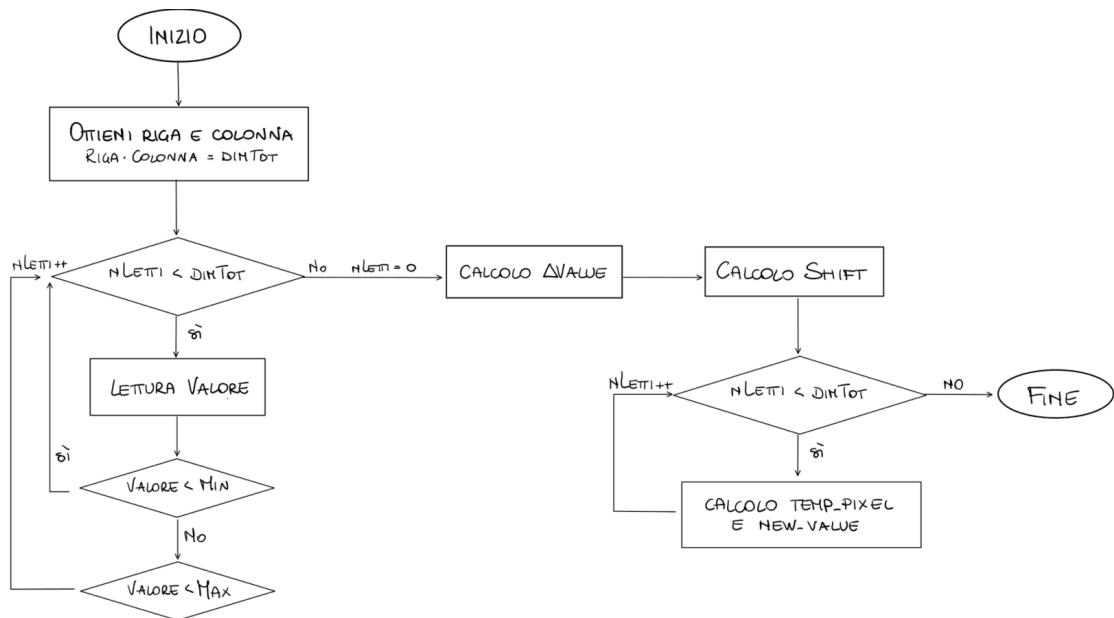 INIZIO
OTTIENI RIGA E COLONNA
RIGA · COLONNA = DIMTOT
NLETTI++
NLETTI < DIMTOT
NO
NLETTI = 0
CALCOLO ΔVALUE
CALCOLO SHIFT
SÌ
LETTURA VALORE
SÌ
VALORE < MIN
NO
VALORE < MAX
NLETTI++
NLETTI < DIMTOT
NO
FINE
SÌ
CALCOLO TEMP_PIXEL
E NEW_VALUE